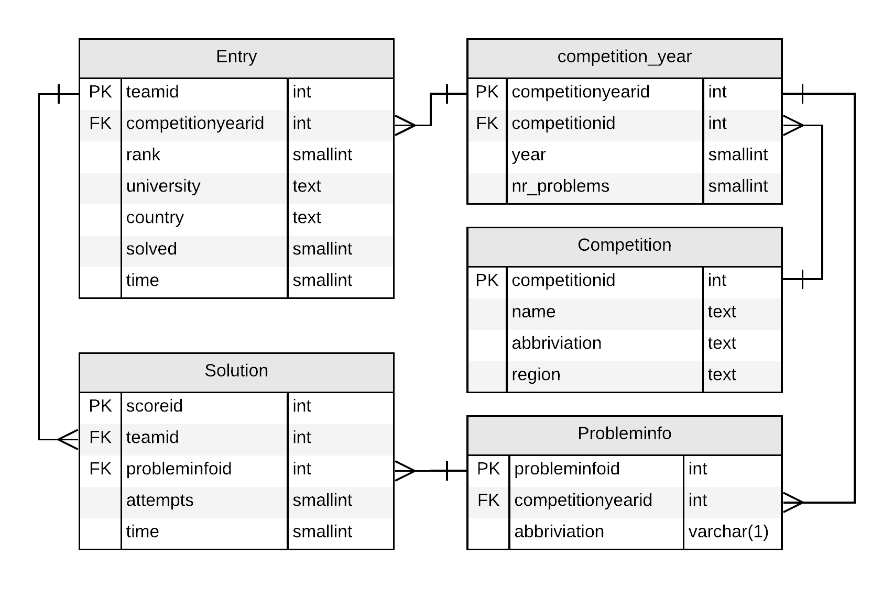 Entry
PK teamid int
FK competitionyearid int
rank smallint
university text
country text
solved smallint
time smallint
competition_year
PK competitionyearid int
FK competitionid int
year smallint
nr_problems smallint
Competition
PK competitionid int
name text
abbriviation text
region text
Solution
PK scoreid int
FK teamid int
FK probleminfoid int
attempts smallint
time smallint
Probleminfo
PK probleminfoid int
FK competitionyearid int
abbriviation varchar(1)